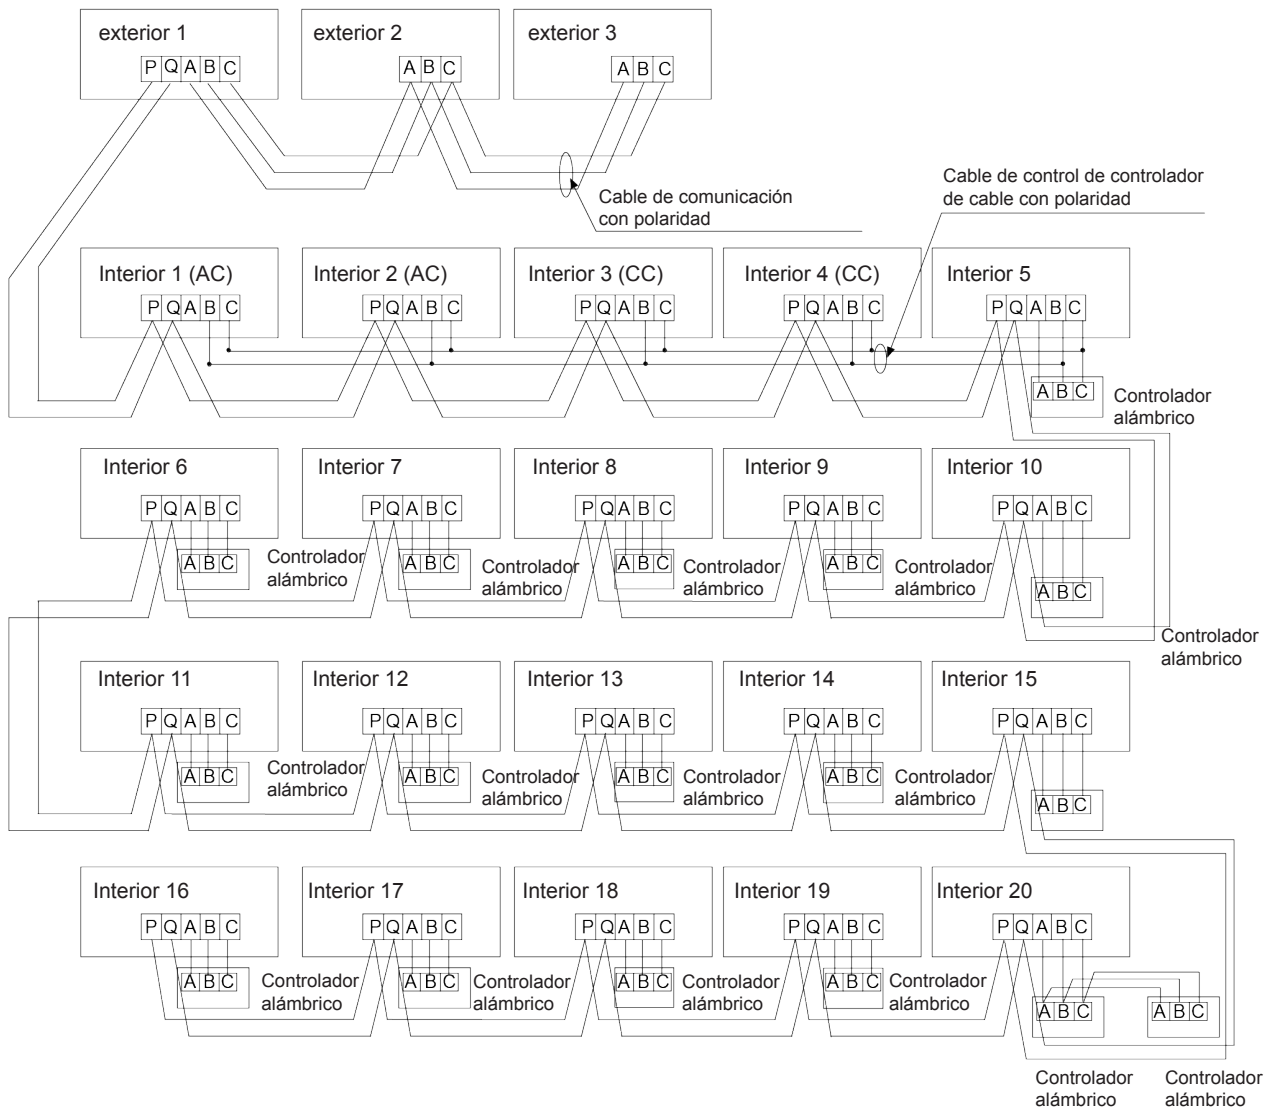 exterior 1
exterior 2
exterior 3
P Q A B C
A B C
A B C
Cable de comunicación
con polaridad
Cable de control de controlador
de cable con polaridad
Interior 1 (AC)
Interior 2 (AC)
Interior 3 (CC)
Interior 4 (CC)
Interior 5
P Q A B C
P Q A B C
P Q A B C
P Q A B C
P Q A B C
A B C
Controlador
alámbrico
Interior 6
Interior 7
Interior 8
Interior 9
Interior 10
P Q A B C
P Q A B C
P Q A B C
P Q A B C
P Q A B C
A B C
Controlador
alámbrico
A B C
Controlador
alámbrico
A B C
Controlador
alámbrico
A B C
Controlador
alámbrico
A B C
Controlador
alámbrico
Interior 11
Interior 12
Interior 13
Interior 14
Interior 15
P Q A B C
P Q A B C
P Q A B C
P Q A B C
P Q A B C
A B C
Controlador
alámbrico
A B C
Controlador
alámbrico
A B C
Controlador
alámbrico
A B C
Controlador
alámbrico
A B C
Interior 16
Interior 17
Interior 18
Interior 19
Interior 20
P Q A B C
P Q A B C
P Q A B C
P Q A B C
P Q A B C
A B C
Controlador
alámbrico
A B C
Controlador
alámbrico
A B C
Controlador
alámbrico
A B C
Controlador
alámbrico
A B C
A B C
Controlador
alámbrico
Controlador
alámbrico